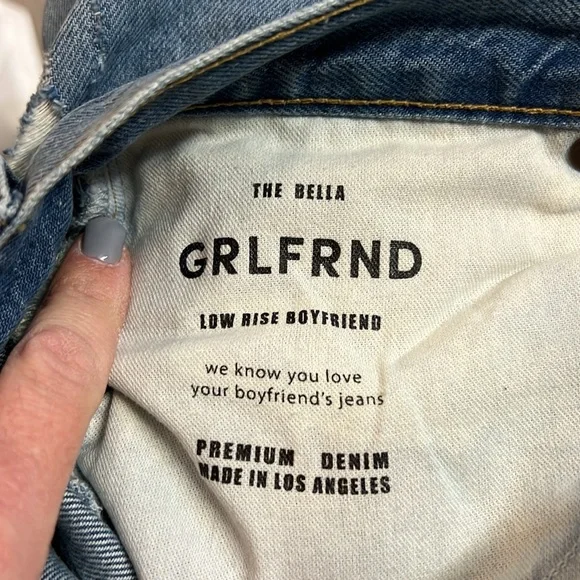 THE BELLA
GRLFRND
LOW RISE BOYFRIEND
we know you love
your boyfriend's jeans
PREMIUM DENIM
MADE IN LOS ANGELES